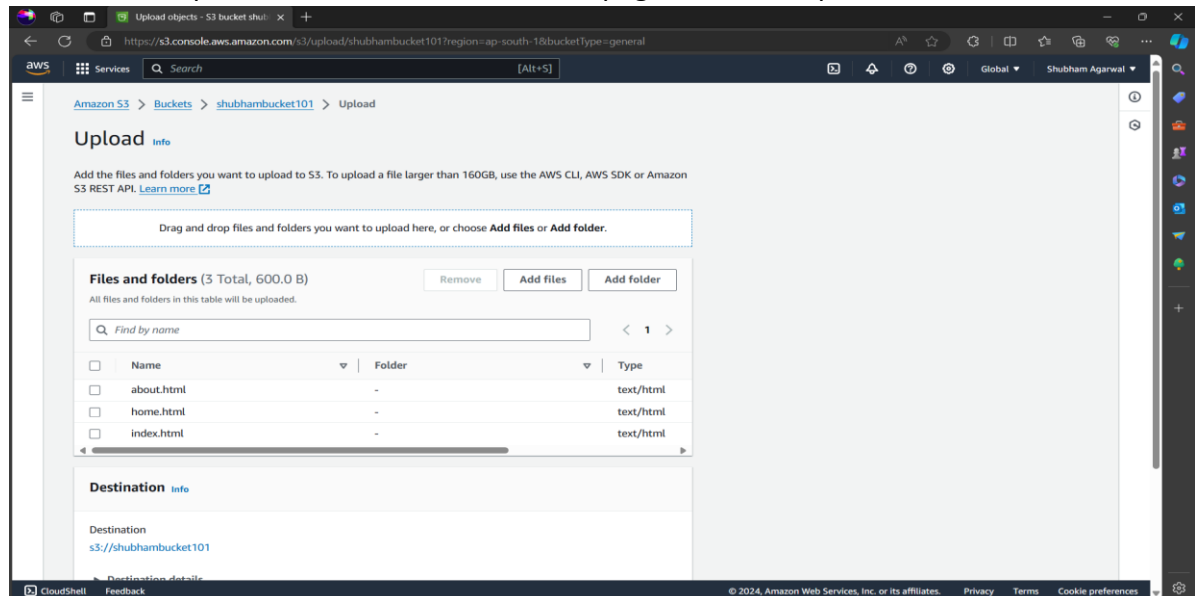 Upload objects - S3 bucket shub
https://s3.console.aws.amazon.com/s3/upload/shubhambucket101?region=ap-south-1&bucketType=general
aws
Services
Search
[Alt+S]
Global
Shubham Agarwal
Amazon S3 > Buckets > shubhambucket101 > Upload
Upload Info
Add the files and folders you want to upload to S3. To upload a file larger than 160GB, use the AWS CLI, AWS SDK or Amazon
S3 REST API. Learn more
Drag and drop files and folders you want to upload here, or choose Add files or Add folder.
Files and folders (3 Total, 600.0 B)
Remove
Add files
Add folder
All files and folders in this table will be uploaded.
Find by name
< 1 >
Name
Folder
Type
about.html - text/html
home.html - text/html
index.html - text/html
Destination Info
Destination
s3://shubhambucket101
Destination details
CloudShell
Feedback
© 2024, Amazon Web Services, Inc. or its affiliates.
Privacy
Terms
Cookie preferences